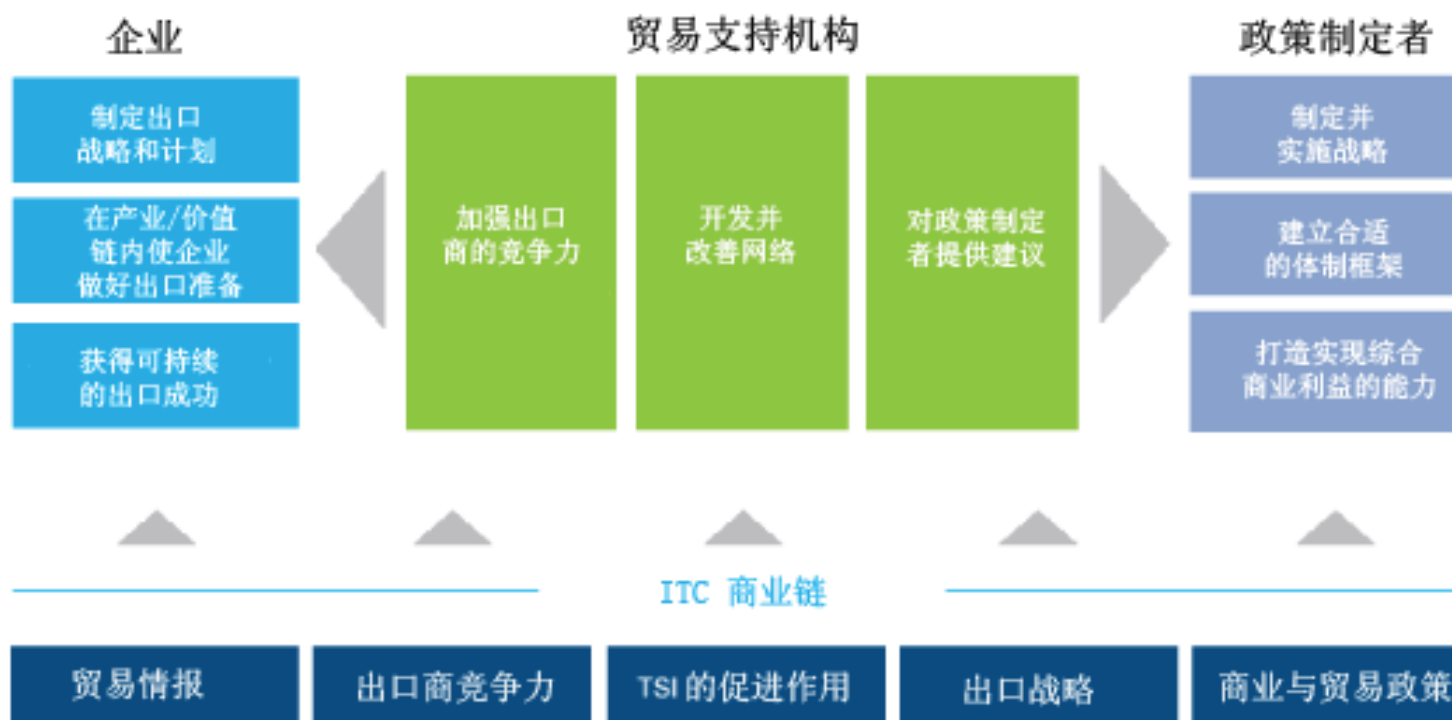 企业
贸易支持机构
政策制定者
制定出口
战略和计划
在产业/价值
链内使企业
做好出口准备
获得可持续
的出口成功
加强出口
商的竞争力
开发并
改善网络
对政策制定
者提供建议
制定并
实施战略
建立合适
的体制框架
打造实现综合
商业利益的能力
ITC 商业链
贸易情报
出口商竞争力
TSI 的促进作用
出口战略
商业与贸易政策